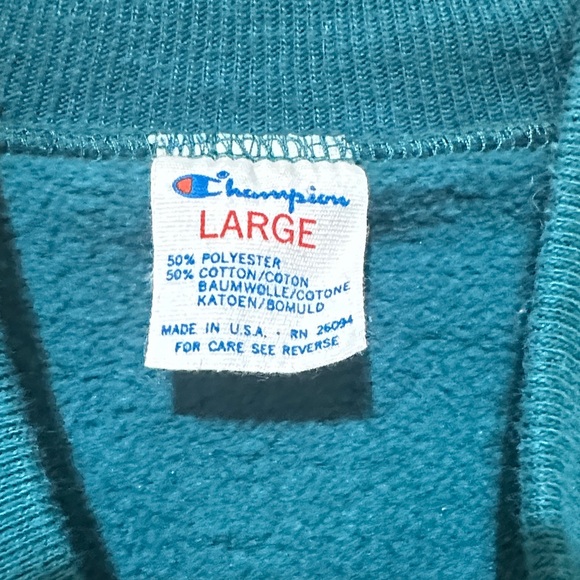 Champion
LARGE
50% POLYESTER
50% COTTON/COTON
BAUMWOLLE/COTONE
KATOEN/BOMULD
MADE IN U.S.A. · RN 26094
FOR CARE SEE REVERSE